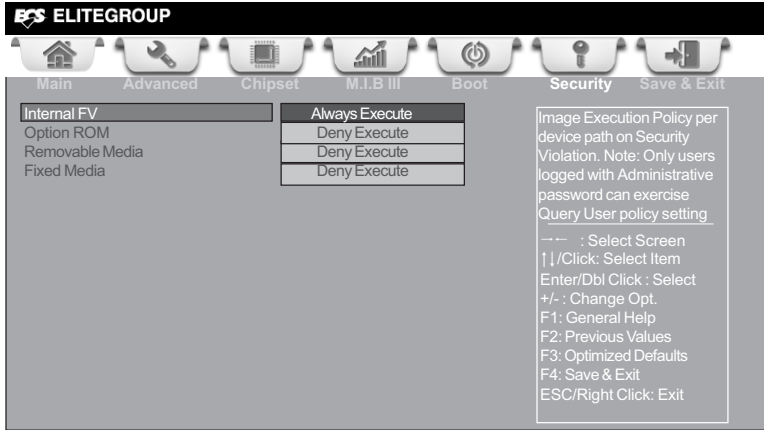 ECS ELITEGROUP
Main Advanced Chipset M.I.B III Boot Security Save & Exit
Internal FV Always Execute
Option ROM Deny Execute
Removable Media Deny Execute
Fixed Media Deny Execute
Image Execution Policy per
device path on Security
Violation. Note: Only users
logged with Administrative
password can exercise
Query User policy setting
→← : Select Screen
↑↓/Click: Select Item
Enter/Dbl Click : Select
+/- : Change Opt.
F1: General Help
F2: Previous Values
F3: Optimized Defaults
F4: Save & Exit
ESC/Right Click: Exit